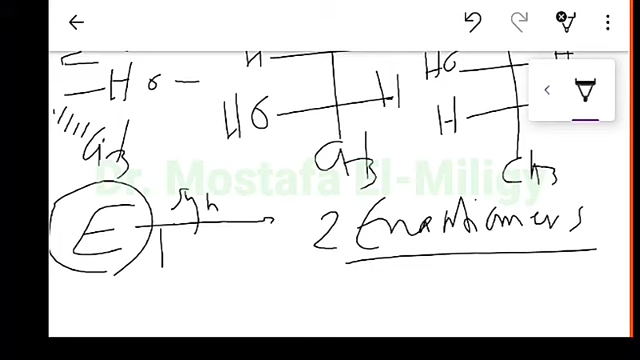 H HO H
HO — HO H H
CH3 CH3 CH3
Dr. Mostafa El-Miligy
E syn 2 Enantiomers